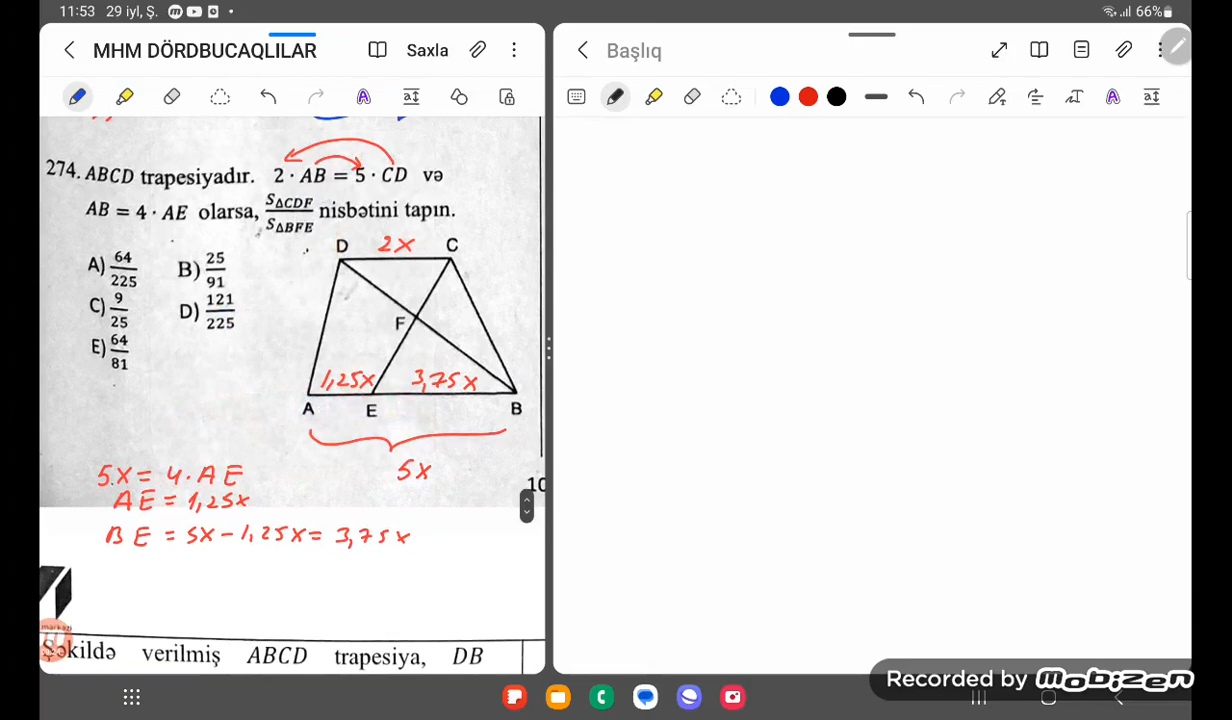 11:53 29 iyl, Ş. 66%
MHM DÖRDBUCAQLILAR Saxla
Başlıq
274. ABCD trapesiyadır. 2 · AB = 5 · CD və
AB = 4 · AE olarsa, S∆CDF/S∆BFE nisbətini tapın.
A) 64/225 B) 25/91
C) 9/25 D) 121/225
E) 64/81
D 2x C
F
1,25x 3,75x
A E B
5x
5x = 4·AE
AE = 1,25x
BE = 5x − 1,25x = 3,75x
10
Şəkildə verilmiş ABCD trapesiya, DB
Recorded by mobizen